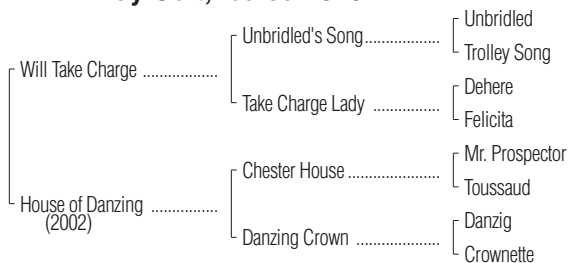 Unbridled
Unbridled's Song..................
Trolley Song
Will Take Charge ..................
Dehere
Take Charge Lady ................
Felicita
Mr. Prospector
Chester House ......................
Toussaud
House of Danzing ................
(2002)
Danzig
Danzing Crown ....................
Crownette